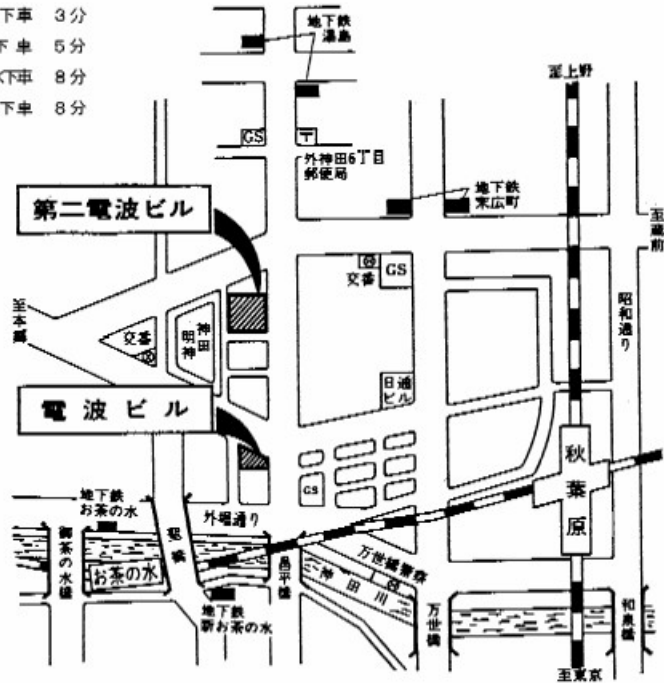 下車 3分
下車 5分
下車 8分
下車 8分
地下鉄
湯島
至上野
GS
〒
外神田6丁目
郵便局
地下鉄
末広町
第二電波ビル
至蔵前
交番
GS
昭和通り
至本郷
交番
神田
明神
日通
ビル
電波ビル
秋葉原
GS
地下鉄
お茶の水
外堀通り
御茶の水橋
聖橋
お茶の水
昌平橋
万世橋警察
神田川
地下鉄
新お茶の水
万世橋
和泉橋
至東京